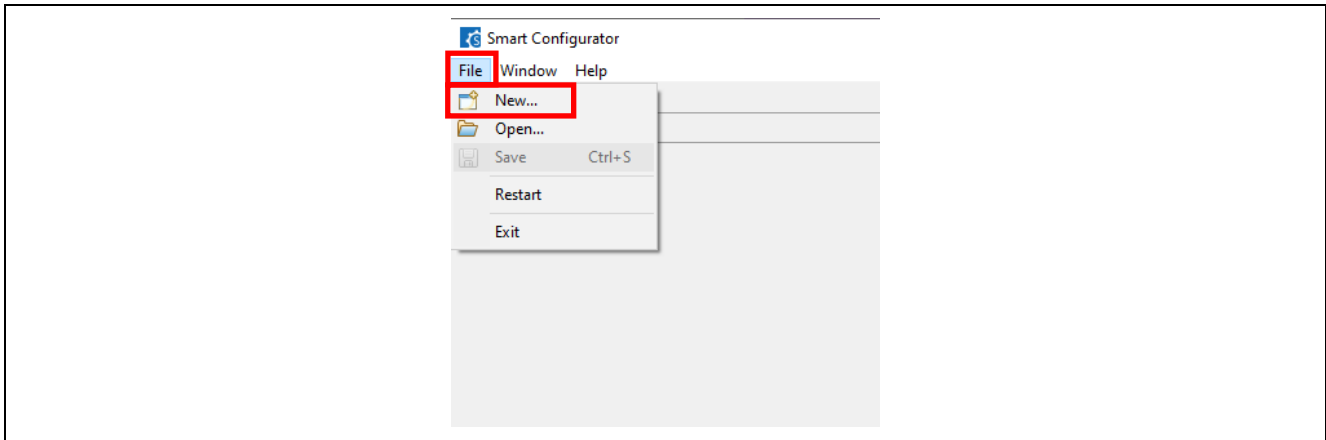 Smart Configurator
File Window Help
New...
Open...
Save Ctrl+S
Restart
Exit